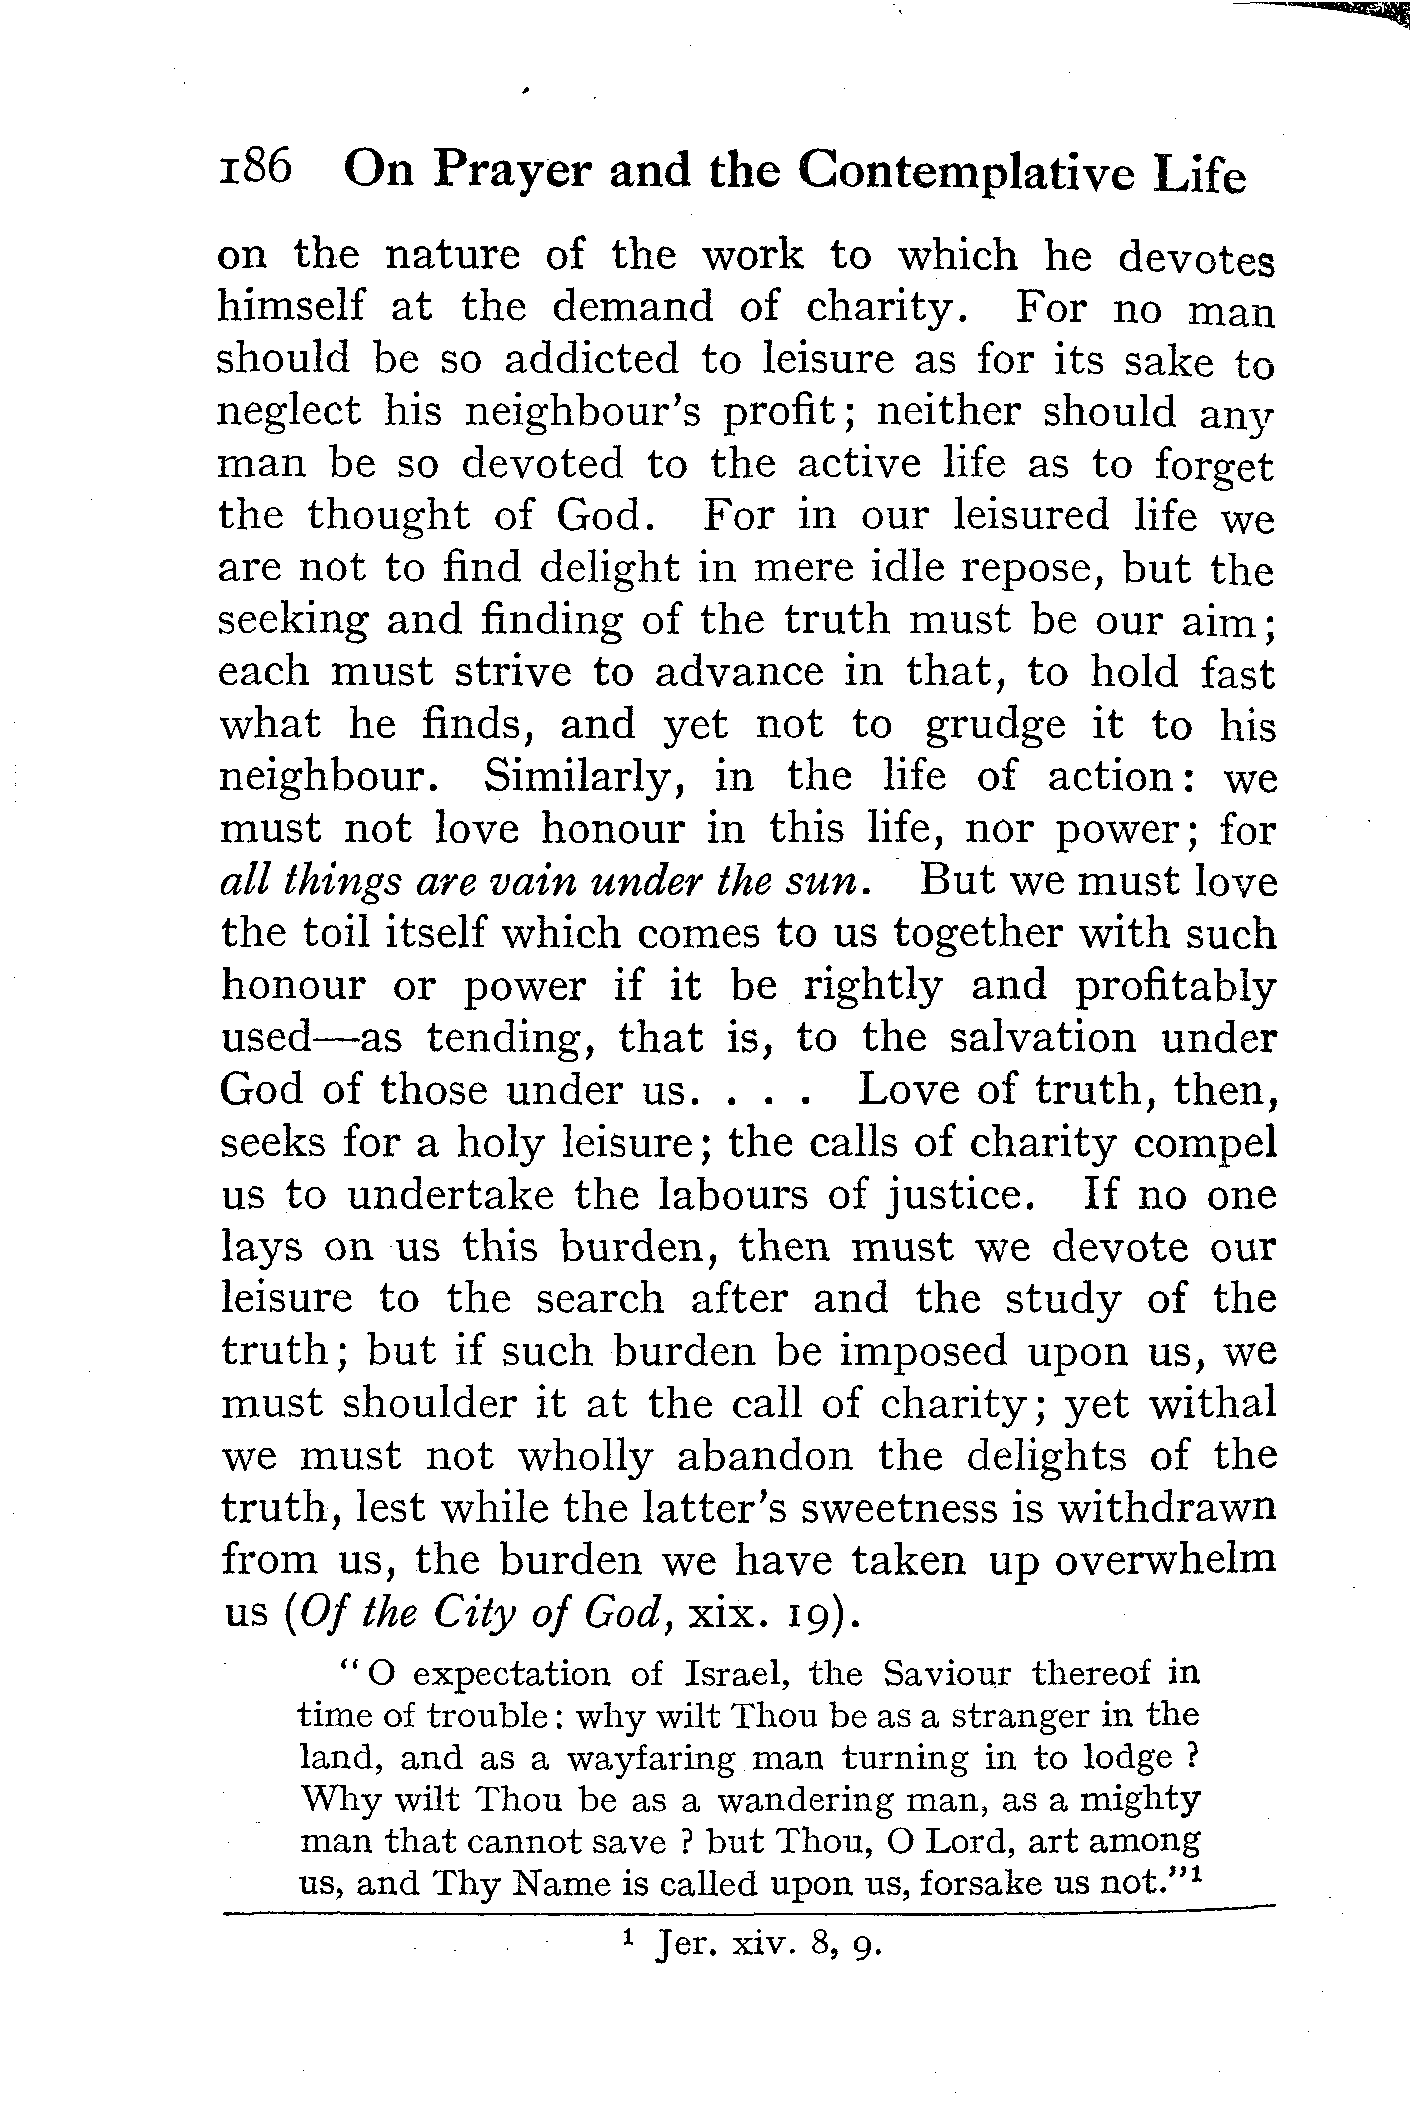 186 On Prayer and the Contemplative Life
on the nature of the work to which he devotes
himself at the demand of charity. For no man
should be so addicted to leisure as for its sake to
neglect his neighbour's profit; neither should any
man be so devoted to the active life as to forget
the thought of God. For in our leisured life we
are not to find delight in mere idle repose, but the
seeking and finding of the truth must be our aim;
each must strive to advance in that, to hold fast
what he finds, and yet not to grudge it to his
neighbour. Similarly, in the life of action: we
must not love honour in this life, nor power; for
all things are vain under the sun. But we must love
the toil itself which comes to us together with such
honour or power if it be rightly and profitably
used—as tending, that is, to the salvation under
God of those under us. . . . Love of truth, then,
seeks for a holy leisure; the calls of charity compel
us to undertake the labours of justice. If no one
lays on us this burden, then must we devote our
leisure to the search after and the study of the
truth; but if such burden be imposed upon us, we
must shoulder it at the call of charity; yet withal
we must not wholly abandon the delights of the
truth, lest while the latter's sweetness is withdrawn
from us, the burden we have taken up overwhelm
us (Of the City of God, xix. 19).
"O expectation of Israel, the Saviour thereof in
time of trouble: why wilt Thou be as a stranger in the
land, and as a wayfaring man turning in to lodge ?
Why wilt Thou be as a wandering man, as a mighty
man that cannot save ? but Thou, O Lord, art among
us, and Thy Name is called upon us, forsake us not."¹
¹ Jer. xiv. 8, 9.